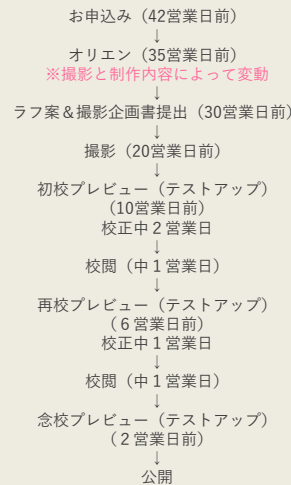 お申込み（42営業日前）
↓
オリエン（35営業日前）
※撮影と制作内容によって変動
↓
ラフ案＆撮影企画書提出（30営業日前）
↓
撮影（20営業日前）
↓
初校プレビュー（テストアップ）
（10営業日前）
校正中２営業日
↓
校閲（中１営業日）
↓
再校プレビュー（テストアップ）
（６営業日前）
校正中１営業日
↓
校閲（中１営業日）
↓
念校プレビュー（テストアップ）
（２営業日前）
↓
公開